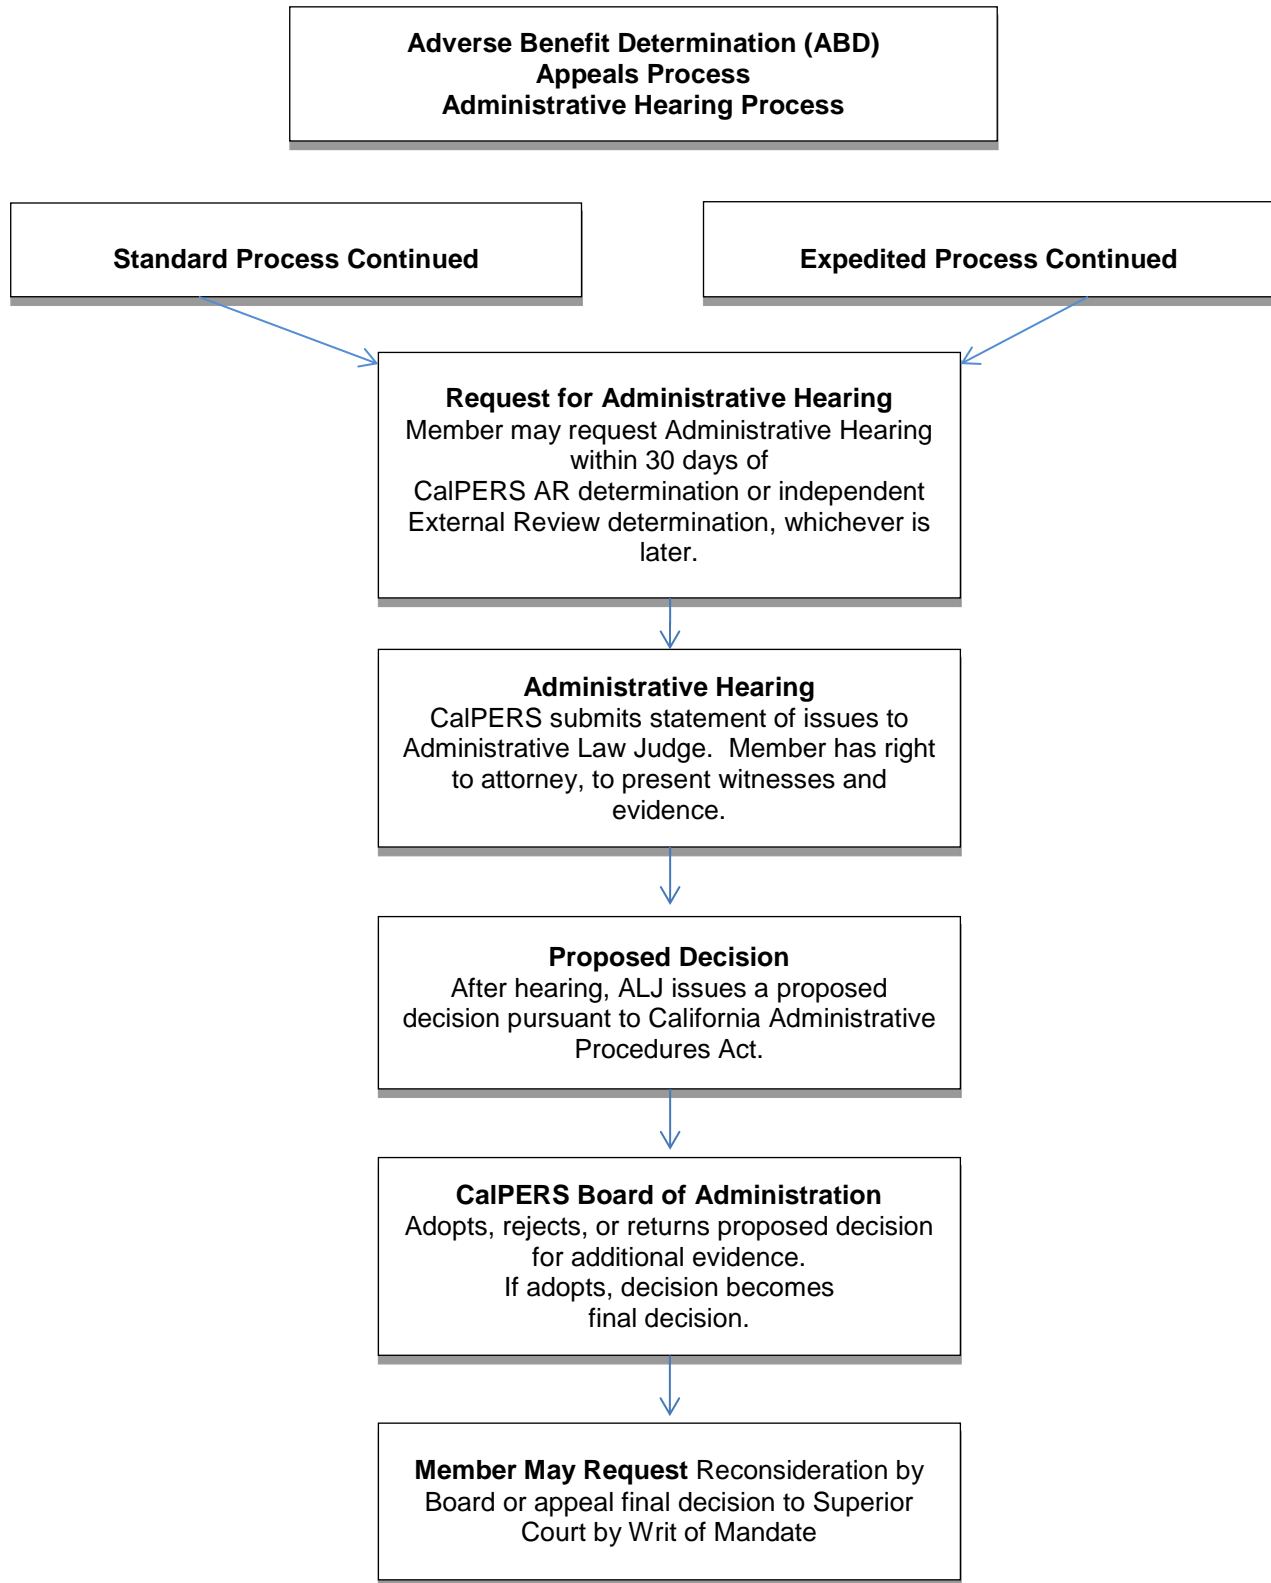 Adverse Benefit Determination (ABD)
Appeals Process
Administrative Hearing Process
Standard Process Continued
Expedited Process Continued
Request for Administrative Hearing
Member may request Administrative Hearing
within 30 days of
CalPERS AR determination or independent
External Review determination, whichever is
later.
Administrative Hearing
CalPERS submits statement of issues to
Administrative Law Judge.  Member has right
to attorney, to present witnesses and
evidence.
Proposed Decision
After hearing, ALJ issues a proposed
decision pursuant to California Administrative
Procedures Act.
CalPERS Board of Administration
Adopts, rejects, or returns proposed decision
for additional evidence.
If adopts, decision becomes
final decision.
Member May Request Reconsideration by
Board or appeal final decision to Superior
Court by Writ of Mandate